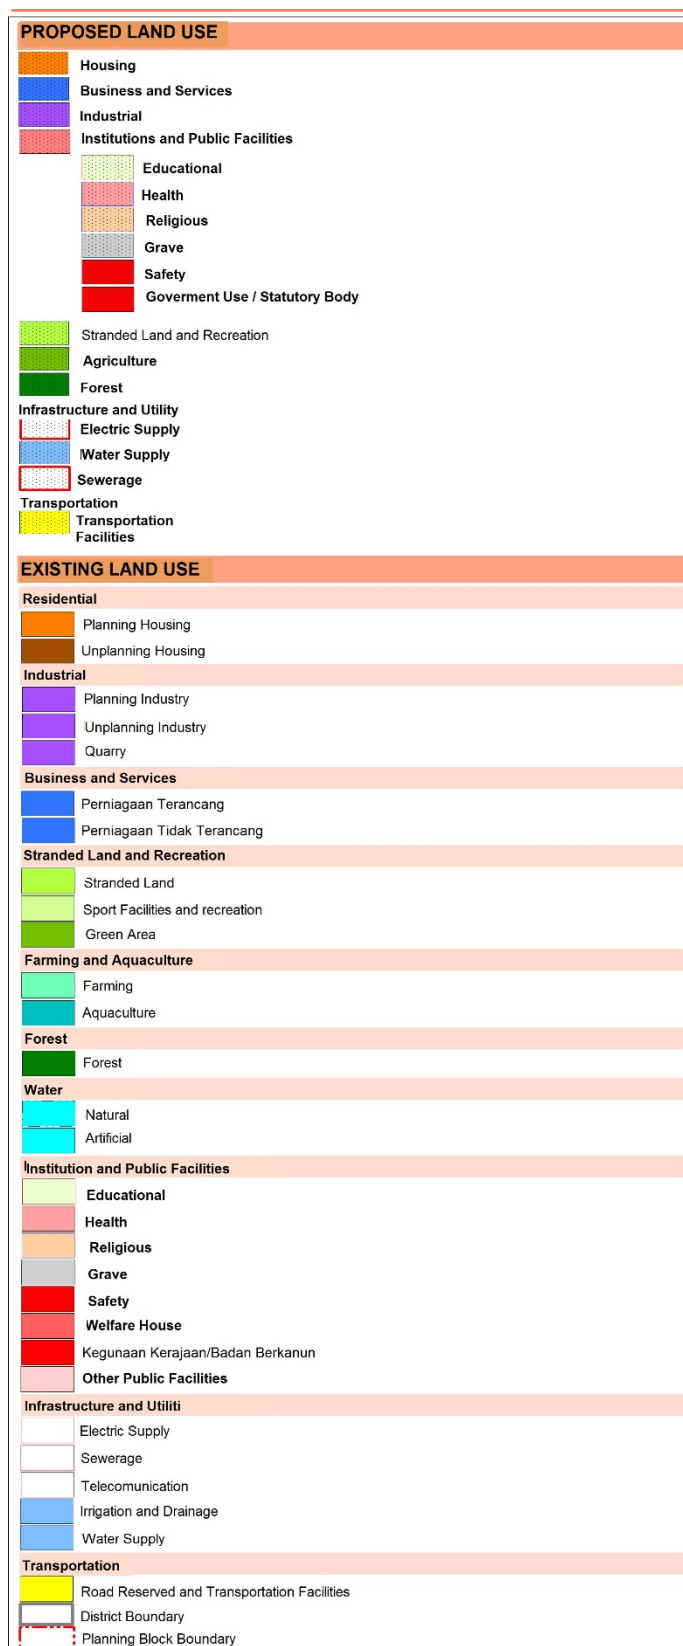 PROPOSED LAND USE
Housing
Business and Services
Industrial
Institutions and Public Facilities
Educational
Health
Religious
Grave
Safety
Goverment Use / Statutory Body
Stranded Land and Recreation
Agriculture
Forest
Infrastructure and Utility
Electric Supply
Water Supply
Sewerage
Transportation
Transportation
Facilities
EXISTING LAND USE
Residential
Planning Housing
Unplanning Housing
Industrial
Planning Industry
Unplanning Industry
Quarry
Business and Services
Perniagaan Terancang
Perniagaan Tidak Terancang
Stranded Land and Recreation
Stranded Land
Sport Facilities and recreation
Green Area
Farming and Aquaculture
Farming
Aquaculture
Forest
Forest
Water
Natural
Artificial
Institution and Public Facilities
Educational
Health
Religious
Grave
Safety
Welfare House
Kegunaan Kerajaan/Badan Berkanun
Other Public Facilities
Infrastructure and Utiliti
Electric Supply
Sewerage
Telecomunication
Irrigation and Drainage
Water Supply
Transportation
Road Reserved and Transportation Facilities
District Boundary
Planning Block Boundary